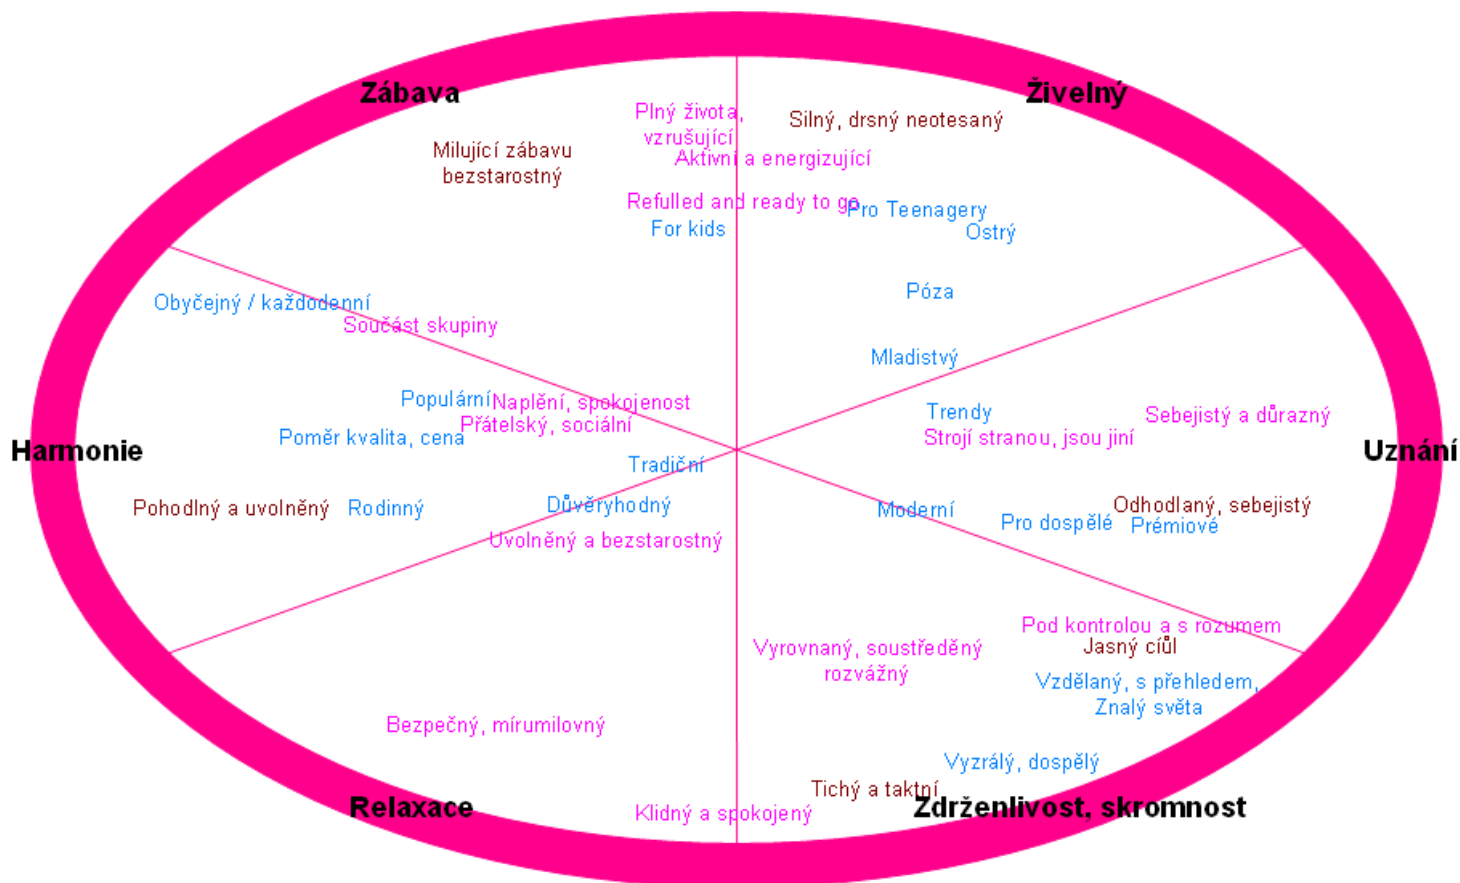 Zábava
Živelný
Plný života,
vzrušující
Silný, drsný neotesaný
Milující zábavu
bezstarostný
Aktivní a energizující
Refulled and ready to go
Pro Teenagery
For kids
Ostrý
Póza
Obyčejný / každodenní
Součást skupiny
Mladistvý
Populární
Naplění, spokojenost
Přátelský, sociální
Trendy
Sebejistý a důrazný
Poměr kvalita, cena
Strojí stranou, jsou jiní
Harmonie
Uznání
Tradiční
Pohodlný a uvolněný
Rodinný
Důvěryhodný
Moderní
Odhodlaný, sebejistý
Pro dospělé
Prémiové
Uvolněný a bezstarostný
Pod kontrolou a s rozumem
Jasný cíůl
Vyrovnaný, soustředěný
rozvážný
Vzdělaný, s přehledem,
Znalý světa
Bezpečný, mírumilovný
Vyzrálý, dospělý
Tichý a taktní
Relaxace
Klidný a spokojený
Zdrženlivost, skromnost